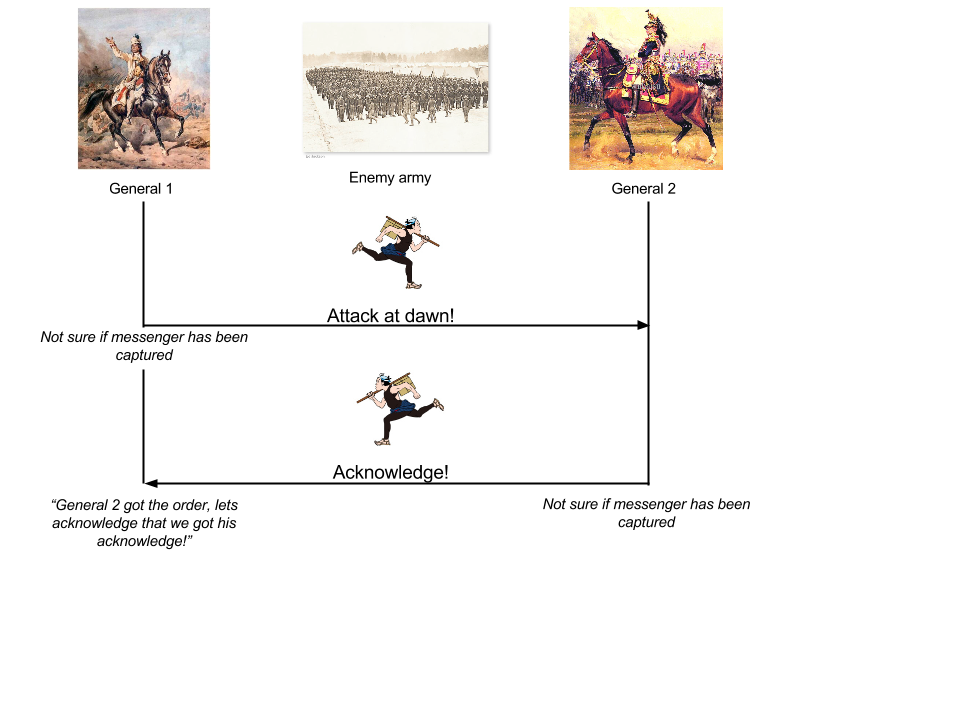 General 1
Enemy army
General 2
Attack at dawn!
Not sure if messenger has been
captured
Acknowledge!
“General 2 got the order, lets
acknowledge that we got his
acknowledge!”
Not sure if messenger has been
captured